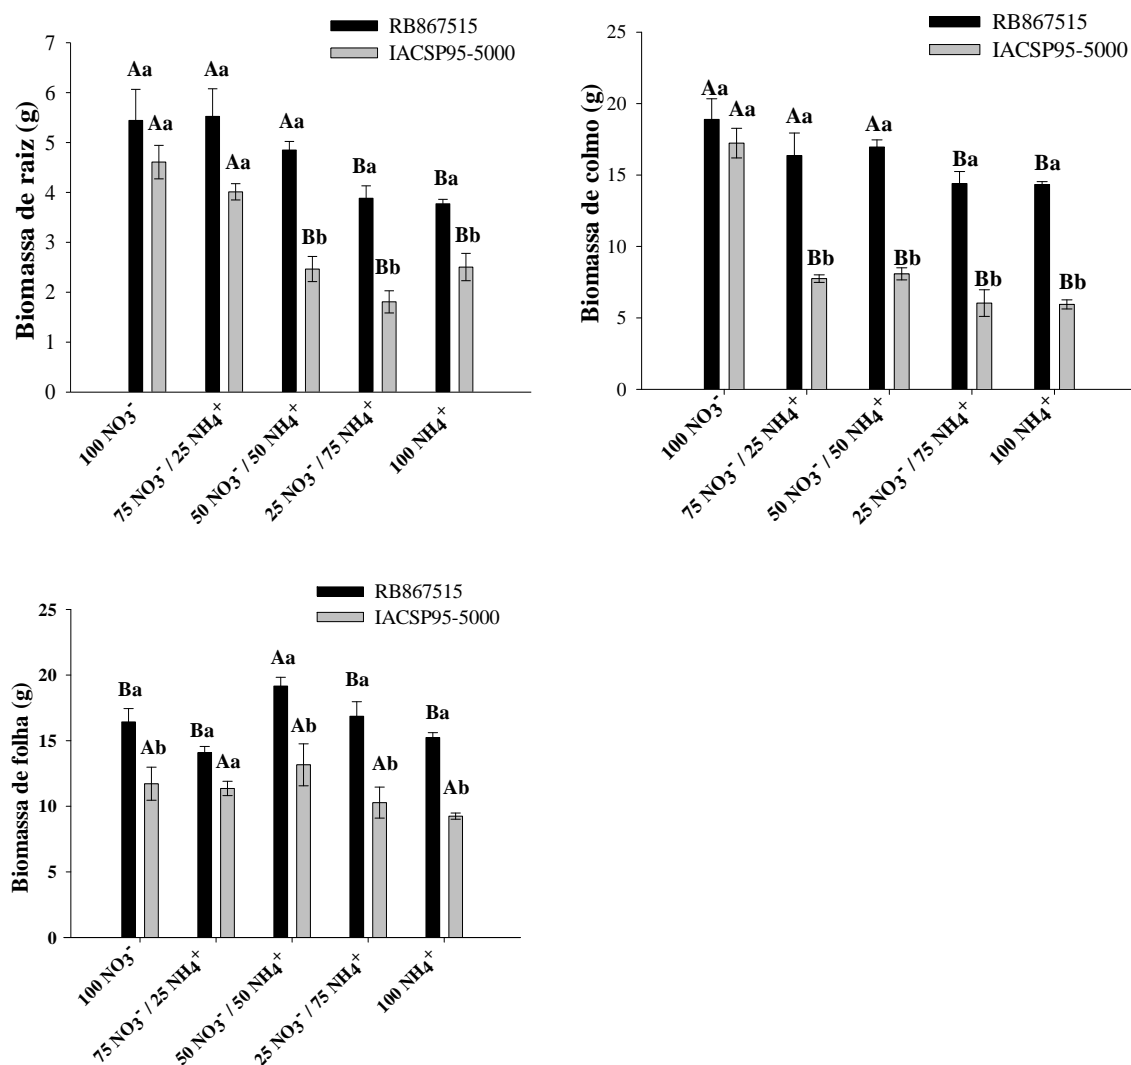 RB867515
IACSP95-5000
Biomassa de raiz (g)
7
6
5
4
3
2
1
0
Aa Aa Aa Ba Ba
Aa Aa Bb Bb Bb
100 NO3-
75 NO3- / 25 NH4+
50 NO3- / 50 NH4+
25 NO3- / 75 NH4+
100 NH4+
RB867515
IACSP95-5000
Biomassa de colmo (g)
25
20
15
10
5
0
Aa Aa Aa Ba Ba
Aa Bb Bb Bb Bb
100 NO3-
75 NO3- / 25 NH4+
50 NO3- / 50 NH4+
25 NO3- / 75 NH4+
100 NH4+
RB867515
IACSP95-5000
Biomassa de folha (g)
25
20
15
10
5
0
Ba Ba Aa Ba Ba
Ab Aa Ab Ab Ab
100 NO3-
75 NO3- / 25 NH4+
50 NO3- / 50 NH4+
25 NO3- / 75 NH4+
100 NH4+